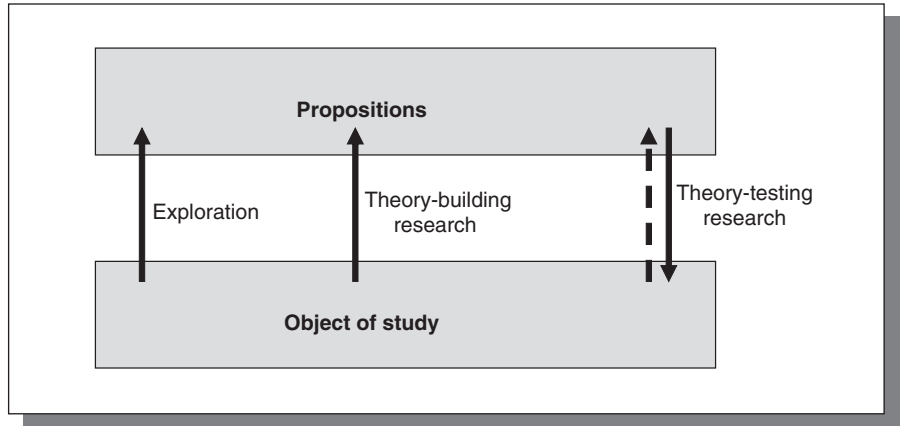 Propositions
Exploration
Theory-building
research
Theory-testing
research
Object of study